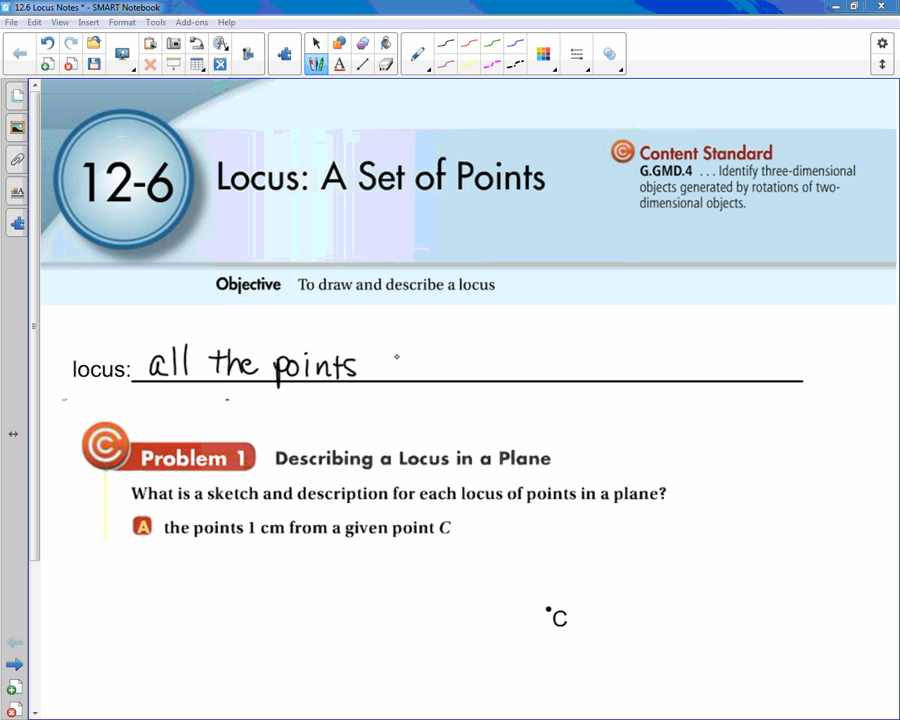 12.6 Locus Notes * - SMART Notebook
File Edit View Insert Format Tools Add-ons Help
12-6
Locus: A Set of Points
Content Standard
G.GMD.4 . . . Identify three-dimensional
objects generated by rotations of two-
dimensional objects.
Objective To draw and describe a locus
locus: all the points
Problem 1 Describing a Locus in a Plane
What is a sketch and description for each locus of points in a plane?
A the points 1 cm from a given point C
C